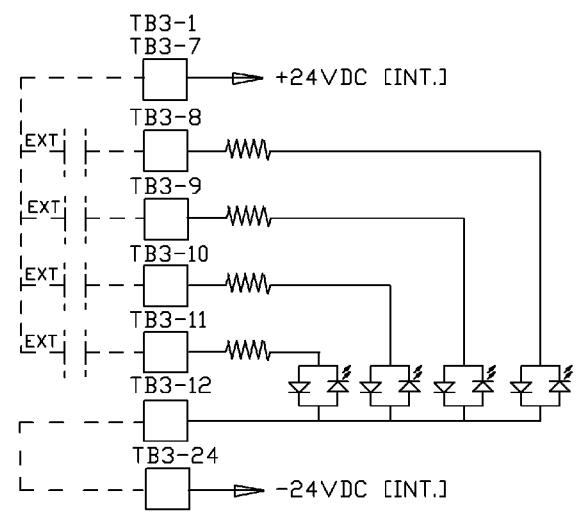 TB3-1
TB3-7
+24VDC [INT.]
TB3-8
EXT
TB3-9
EXT
TB3-10
EXT
TB3-11
EXT
TB3-12
TB3-24
-24VDC [INT.]